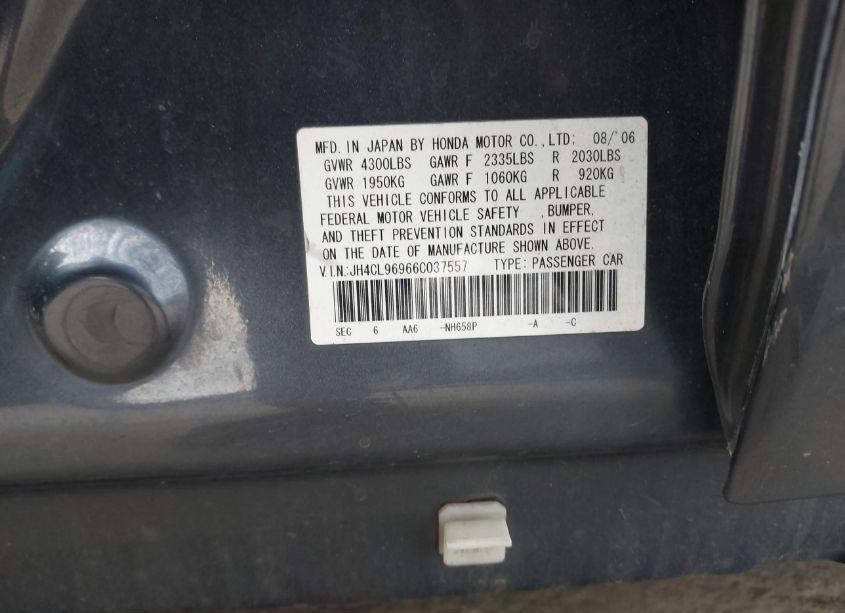 MFD. IN JAPAN BY HONDA MOTOR CO.,LTD: 08/'06
GVWR 4300LBS GAWR F 2335LBS R 2030LBS
GVWR 1950KG GAWR F 1060KG R 920KG
THIS VEHICLE CONFORMS TO ALL APPLICABLE
FEDERAL MOTOR VEHICLE SAFETY ,BUMPER,
AND THEFT PREVENTION STANDARDS IN EFFECT
ON THE DATE OF MANUFACTURE SHOWN ABOVE.
V.I.N.:JH4CL96966C037557 TYPE: PASSENGER CAR
SEC 6 AA6 -NH658P -A -C